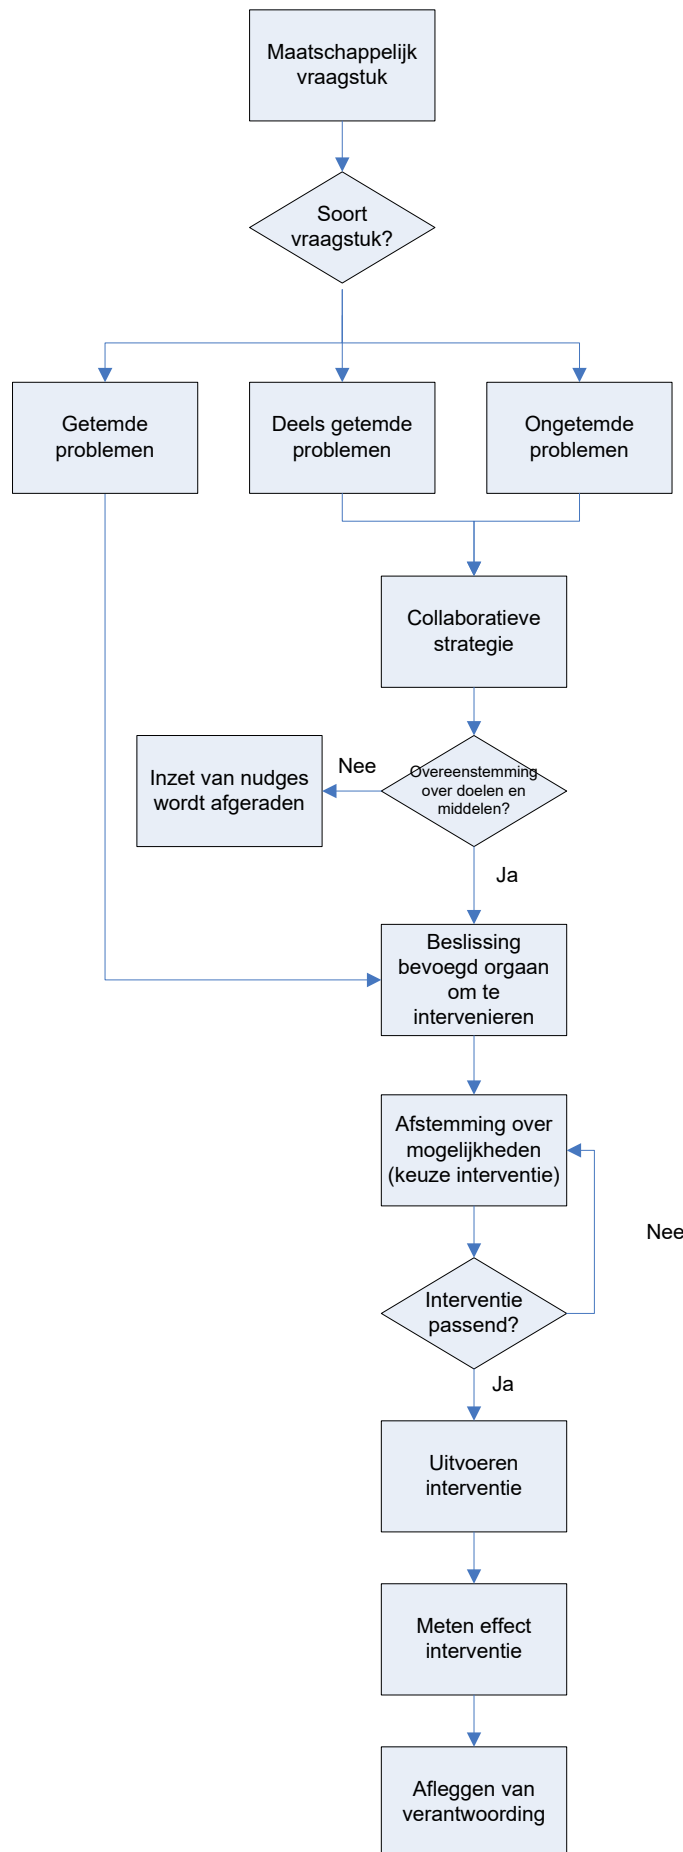 Maatschappelijk
vraagstuk
Soort
vraagstuk?
Getemde
problemen
Deels getemde
problemen
Ongetemde
problemen
Collaboratieve
strategie
Inzet van nudges
wordt afgeraden
Nee
Overeenstemming
over doelen en
middelen?
Ja
Beslissing
bevoegd orgaan
om te
intervenieren
Afstemming over
mogelijkheden
(keuze interventie)
Nee
Interventie
passend?
Ja
Uitvoeren
interventie
Meten effect
interventie
Afleggen van
verantwoording